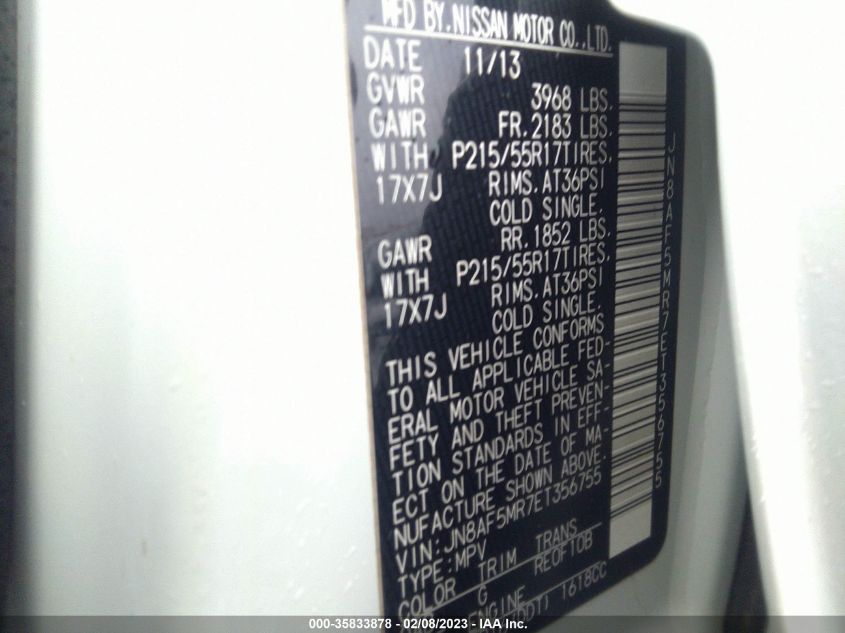 MFD BY.NISSAN MOTOR CO.,LTD.
DATE 11/13
GVWR 3968 LBS.
GAWR FR.2183 LBS.
WITH P215/55R17TIRES.
17X7J RIMS.AT36PSI
COLD SINGLE.
GAWR RR.1852 LBS.
WITH P215/55R17TIRES.
17X7J RIMS.AT36PSI
COLD SINGLE.
THIS VEHICLE CONFORMS
TO ALL APPLICABLE FED-
ERAL MOTOR VEHICLE SA-
FETY AND THEFT PREVEN-
TION STANDARDS IN EFF-
ECT ON THE DATE OF MA-
NUFACTURE SHOWN ABOVE.
VIN:JN8AF5MR7ET356755
TYPE:MPV
COLOR TRIM TRANS
G RE0F10B
ENGINE
1618CC
JN8AF5MR7ET356755
000-35833878 - 02/08/2023 - IAA Inc.